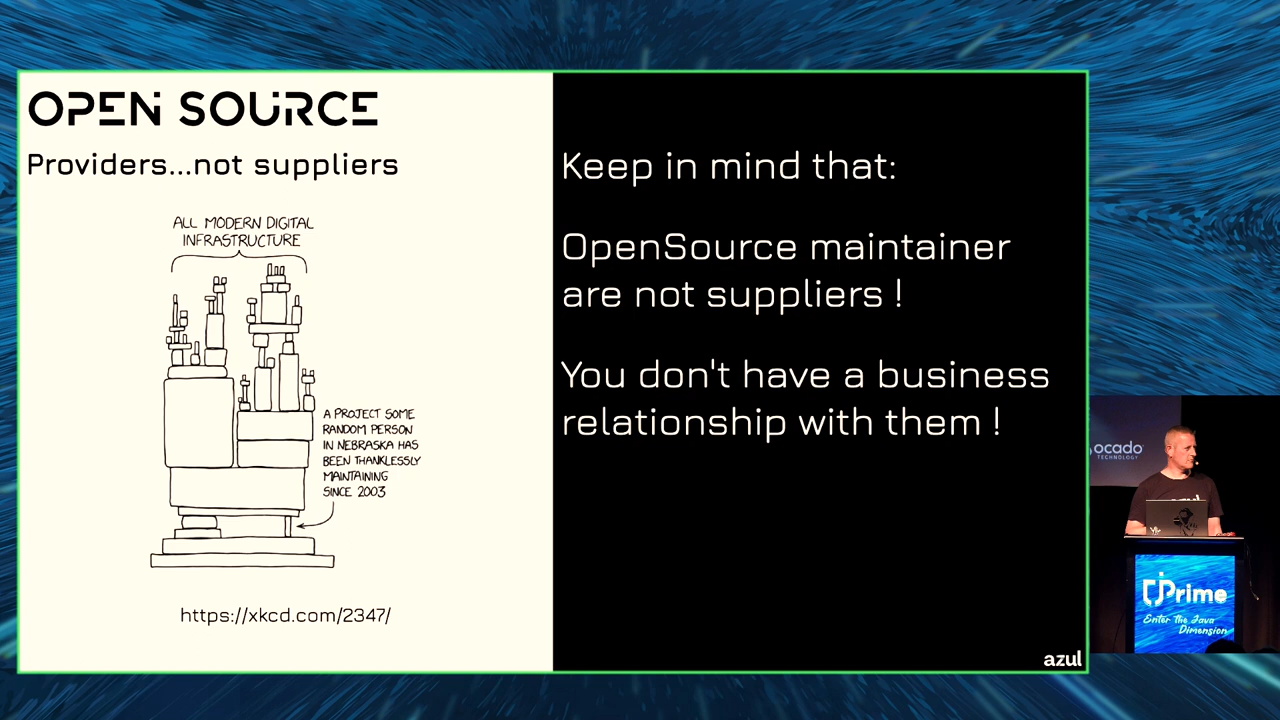 OPEN SOURCE
Providers...not suppliers
ALL MODERN DIGITAL
INFRASTRUCTURE
A PROJECT SOME
RANDOM PERSON
IN NEBRASKA HAS
BEEN THANKLESSLY
MAINTAINING
SINCE 2003
https://xkcd.com/2347/
Keep in mind that:
OpenSource maintainer
are not suppliers !
You don't have a business
relationship with them !
azul
ocado
TECHNOLOGY
jPrime
Enter The Java
Dimension